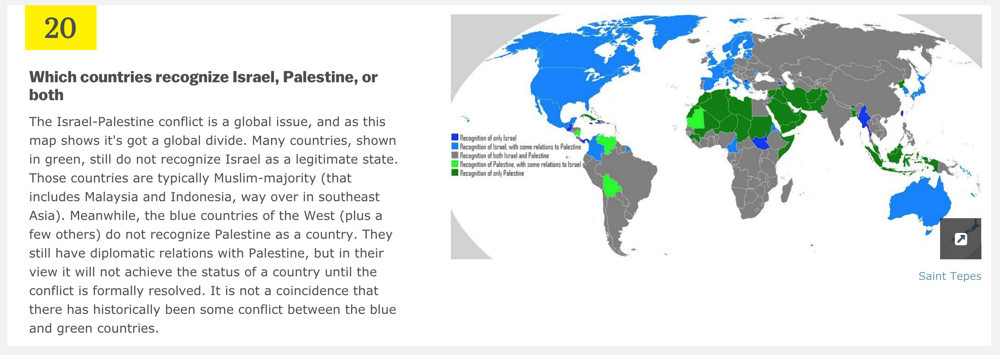 20
Which countries recognize Israel, Palestine, or
both
The Israel-Palestine conflict is a global issue, and as this
map shows it's got a global divide. Many countries, shown
in green, still do not recognize Israel as a legitimate state.
Those countries are typically Muslim-majority (that
includes Malaysia and Indonesia, way over in southeast
Asia). Meanwhile, the blue countries of the West (plus a
few others) do not recognize Palestine as a country. They
still have diplomatic relations with Palestine, but in their
view it will not achieve the status of a country until the
conflict is formally resolved. It is not a coincidence that
there has historically been some conflict between the blue
and green countries.
Recognition of only Israel
Recognition of Israel, with some relations to Palestine
Recognition of both Israel and Palestine
Recognition of Palestine, with some relations to Israel
Recognition of only Palestine
Saint Tepes